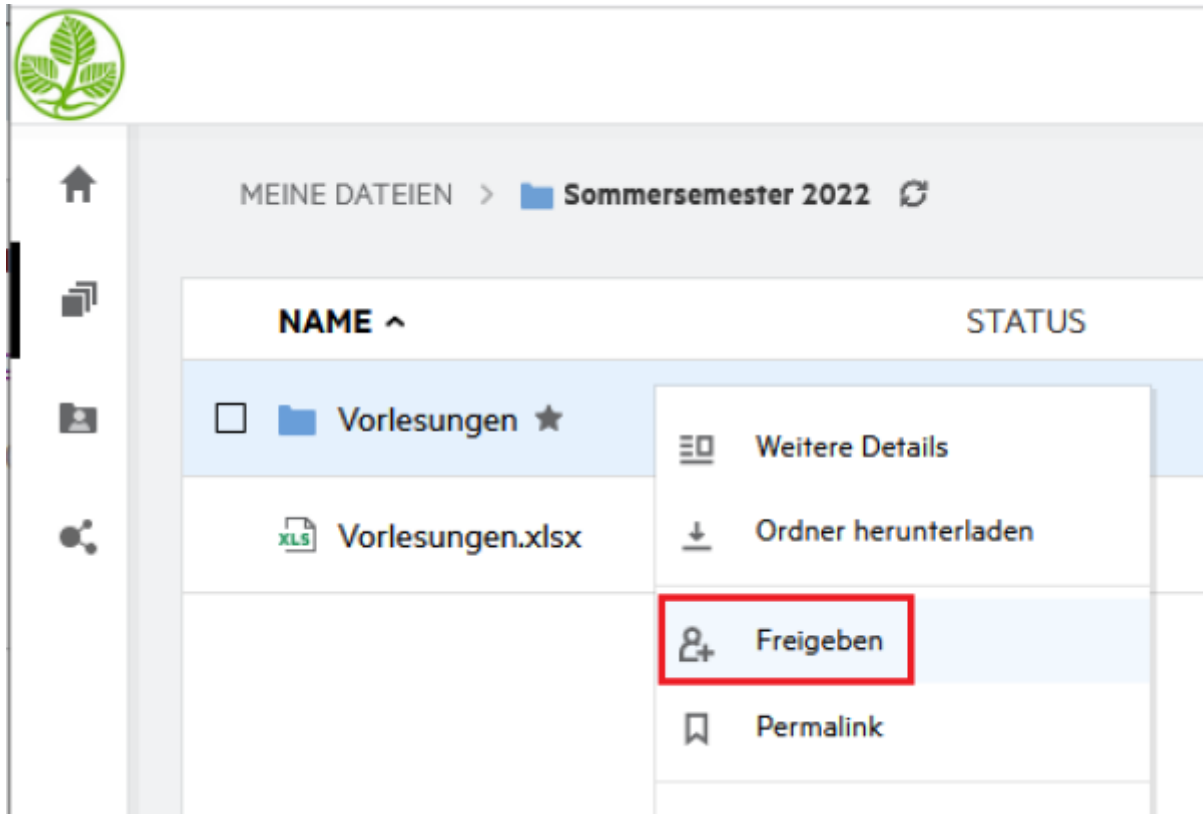 MEINE DATEIEN > Sommersemester 2022
NAME STATUS
Vorlesungen
Weitere Details
XLS Vorlesungen.xlsx
Ordner herunterladen
Freigeben
Permalink